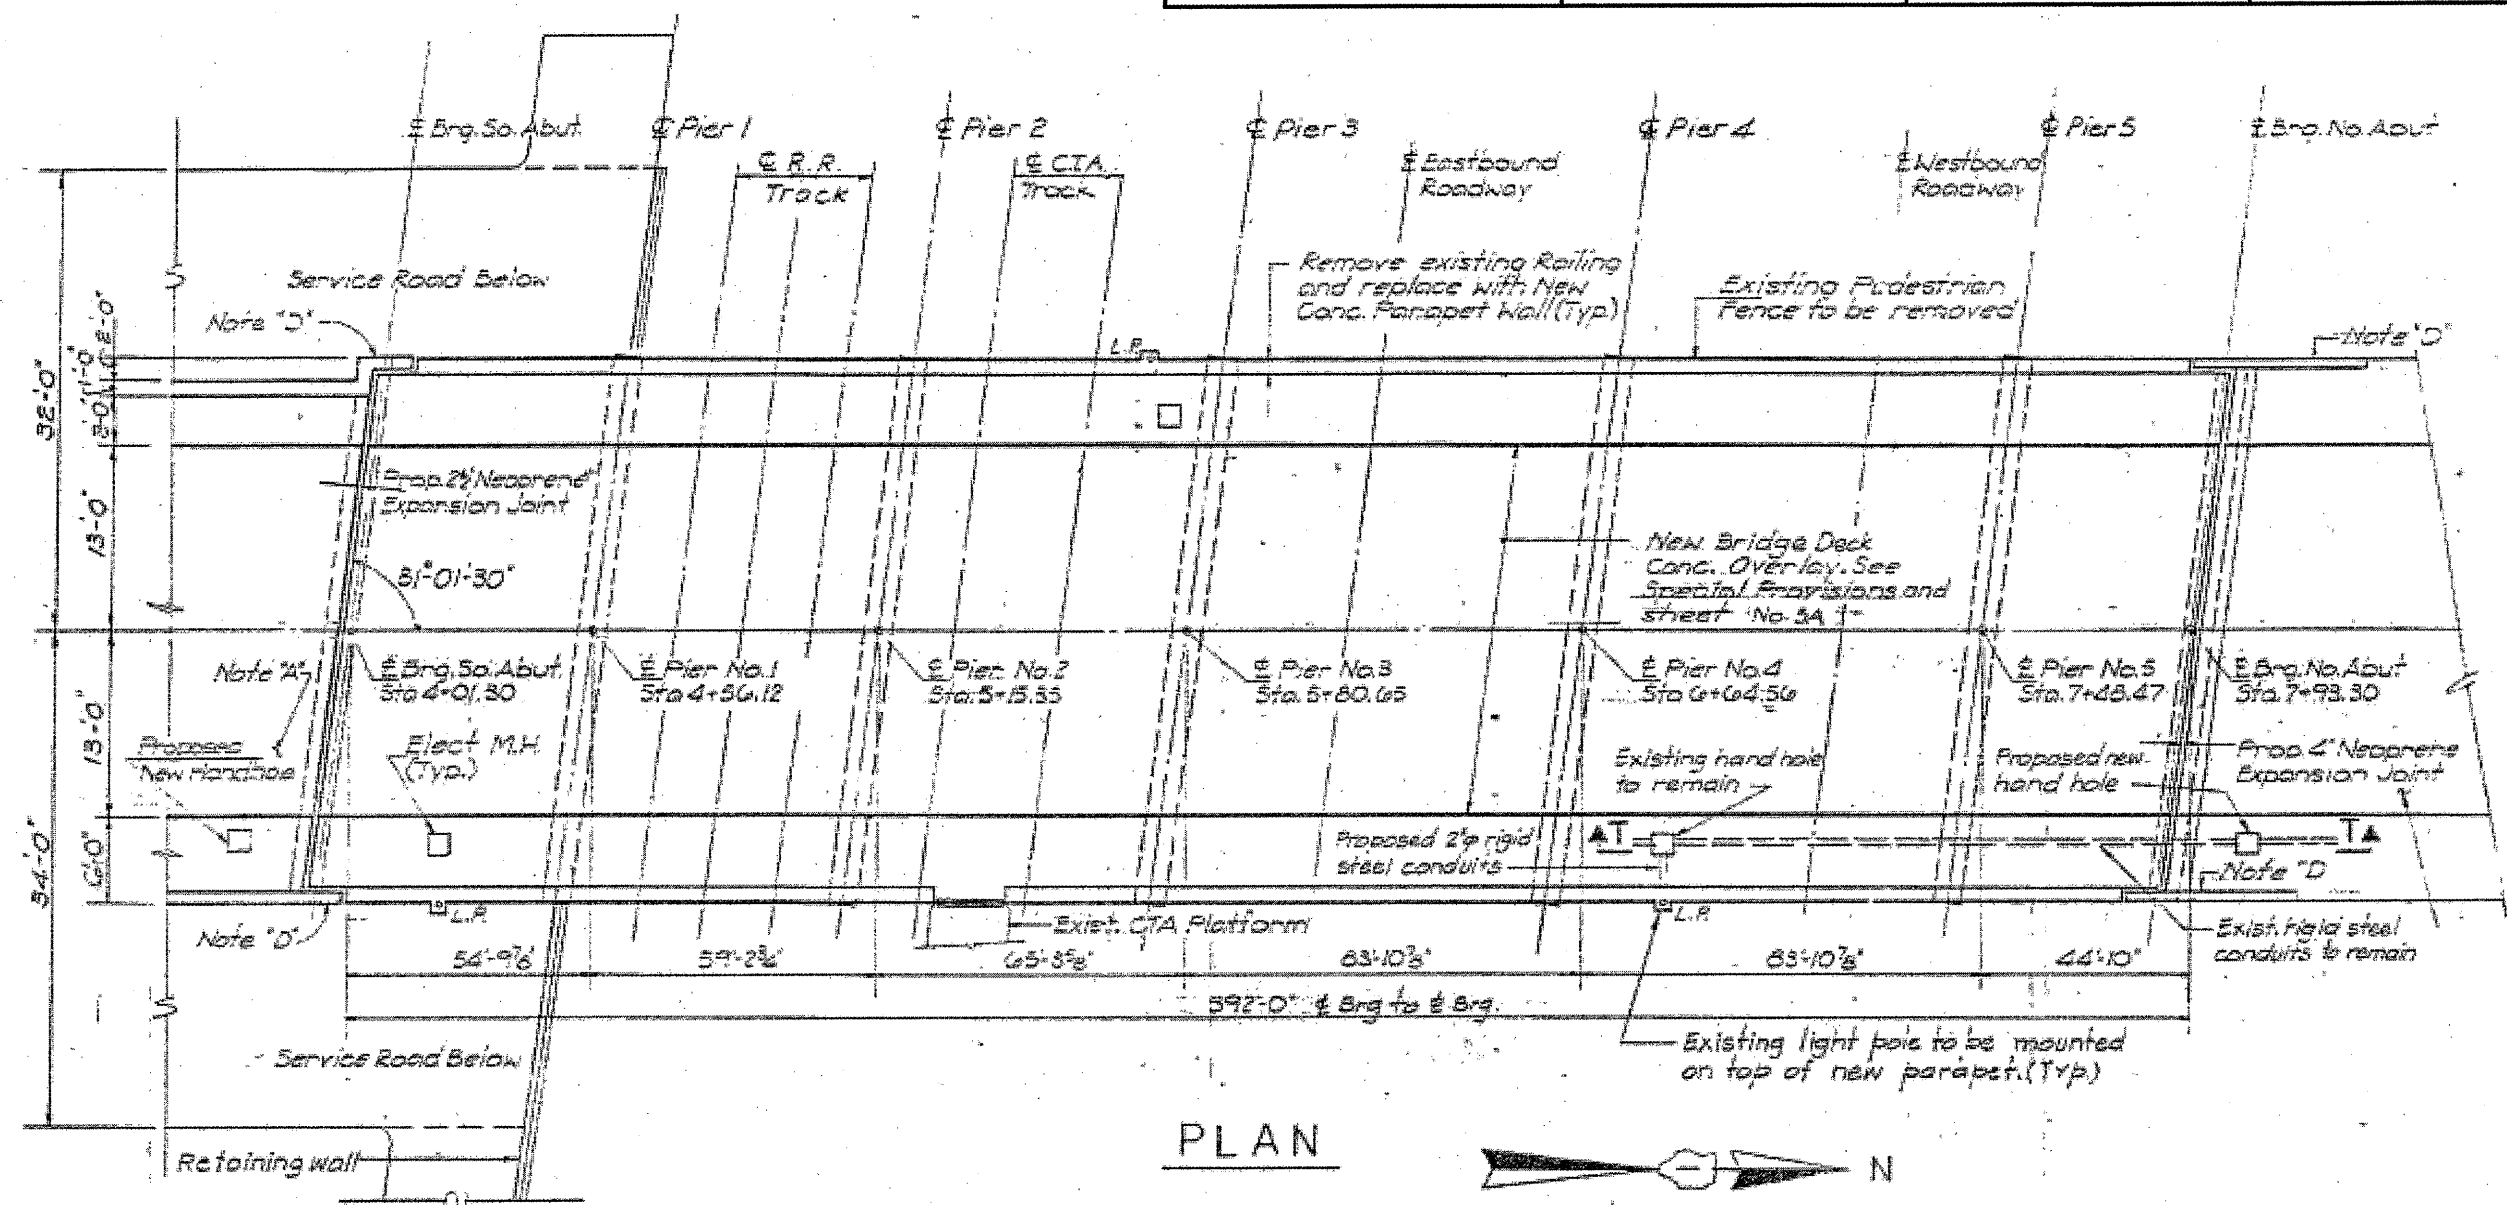 ℄ Brg. So. Abut.
℄ Pier 1
℄ Pier 2
℄ Pier 3
℄ Pier 4
℄ Pier 5
℄ Brg. No. Abut
℄ R.R.
Track
℄ CTA
Track
℄ Eastbound
Roadway
℄ Westbound
Roadway
Service Road Below
Remove existing Railing
and replace with New
Conc. Parapet Wall (Typ.)
Existing Pedestrian
Fence to be removed
Note "D"
L.P.
Note "D"
32'-0"
2'-0"
1'-0"
8'-0"
13'-0"
Prop. 2½" Neoprene
Expansion Joint
81°-01'-30"
New Bridge Deck
Conc. Overlay. See
Special Provisions and
street No. 5A
Note "A"
℄ Brg. So. Abut.
Sta 4+01.30
℄ Pier No. 1
Sta 4+56.12
℄ Pier No. 2
Sta. 5+15.35
℄ Pier No. 3
Sta. 5+80.65
℄ Pier No. 4
Sta 6+64.56
℄ Pier No. 5
Sta. 7+48.47
℄ Brg. No. Abut
Sta. 7+93.30
13'-0"
Proposed
New Handhole
Elect M.H.
(Typ.)
Existing hand hole
to remain
Proposed new
hand hole
Prop. 4" Neoprene
Expansion Joint
34'-0"
6'-0"
Proposed 2"φ rigid
steel conduits
T
T
Note "D
Note "D"
L.P.
Exist. CTA Platform
L.P.
Exist. rigid steel
conduits to remain
54'-9⅞"
59'-2¾"
65'-3⅝"
83'-10⅞"
83'-10⅞"
44'-10"
392'-0" ℄ Brg to ℄ Brg.
Service Road Below
Existing light pole to be mounted
on top of new parapet. (Typ.)
Retaining wall
PLAN
N